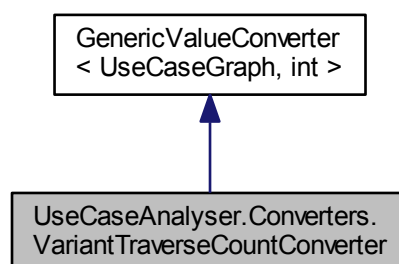 GenericValueConverter
< UseCaseGraph, int >
UseCaseAnalyser.Converters.
VariantTraverseCountConverter